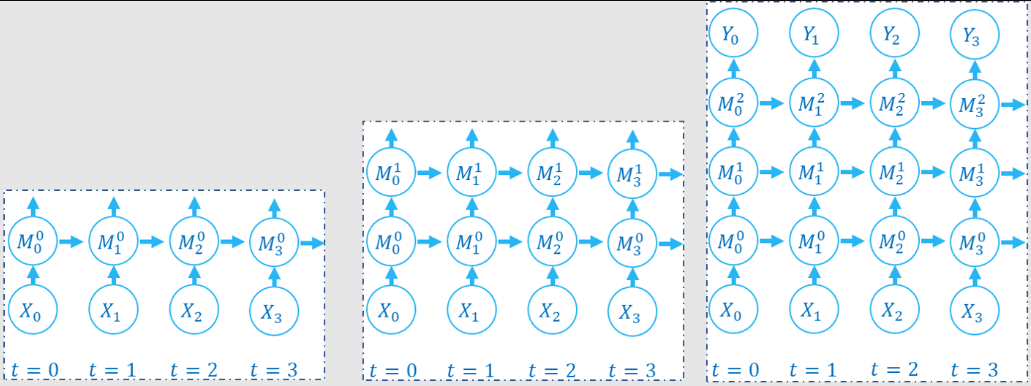 $Y_0$ $Y_1$ $Y_2$ $Y_3$
$M_0^2$ $M_1^2$ $M_2^2$ $M_3^2$
$M_0^1$ $M_1^1$ $M_2^1$ $M_3^1$ $M_0^1$ $M_1^1$ $M_2^1$ $M_3^1$
$M_0^0$ $M_1^0$ $M_2^0$ $M_3^0$ $M_0^0$ $M_1^0$ $M_2^0$ $M_3^0$ $M_0^0$ $M_1^0$ $M_2^0$ $M_3^0$
$X_0$ $X_1$ $X_2$ $X_3$ $X_0$ $X_1$ $X_2$ $X_3$ $X_0$ $X_1$ $X_2$ $X_3$
$t = 0$ $t = 1$ $t = 2$ $t = 3$ $t = 0$ $t = 1$ $t = 2$ $t = 3$ $t = 0$ $t = 1$ $t = 2$ $t = 3$